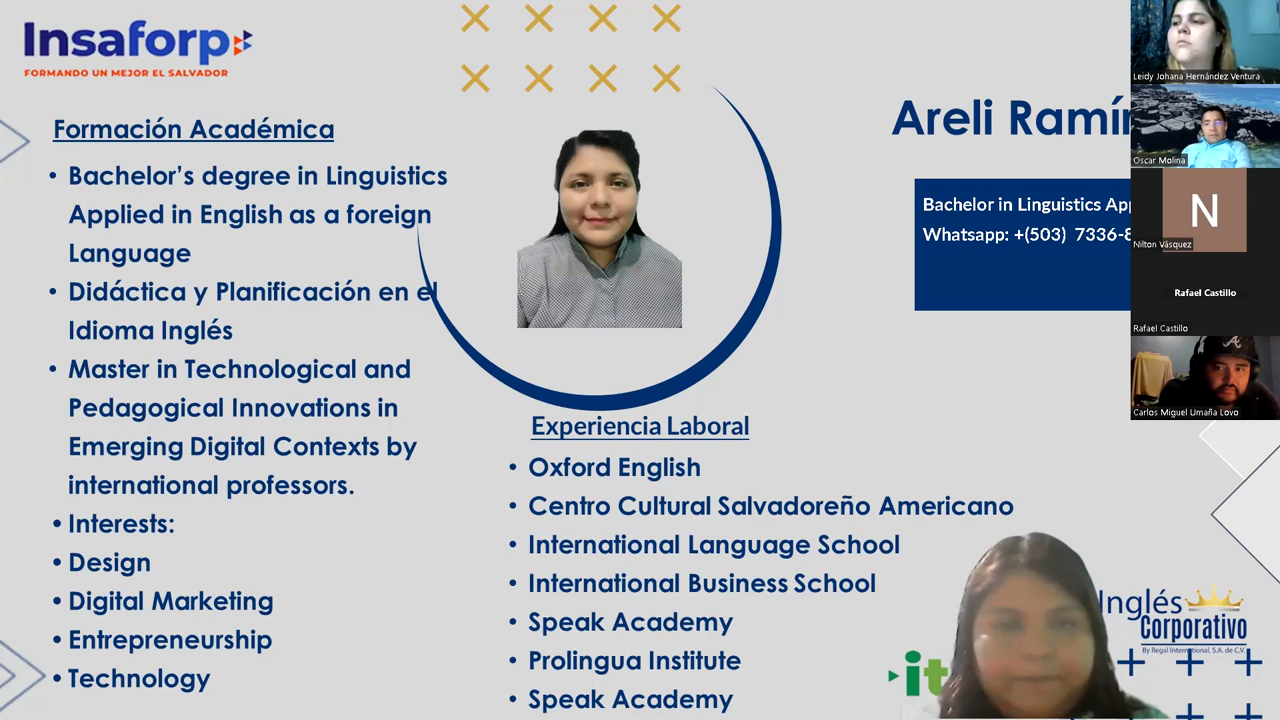 Insaforp
FORMANDO UN MEJOR EL SALVADOR
Formación Académica
• Bachelor's degree in Linguistics
Applied in English as a foreign
Language
• Didáctica y Planificación en el
Idioma Inglés
• Master in Technological and
Pedagogical Innovations in
Emerging Digital Contexts by
international professors.
• Interests:
• Design
• Digital Marketing
• Entrepreneurship
• Technology
Experiencia Laboral
• Oxford English
• Centro Cultural Salvadoreño Americano
• International Language School
• International Business School
• Speak Academy
• Prolingua Institute
• Speak Academy
Areli
Bachelor in Linguistics
Whatsapp: +(503) 7336-
Leidy Johana Hernández Ventura
Oscar Molina
N
Nilton Vásquez
Rafael Castillo
Rafael Castillo
A
Carlos Miguel Umaña Lovo
Inglés
Corporativo
By Regal International, S.A. de C.V.